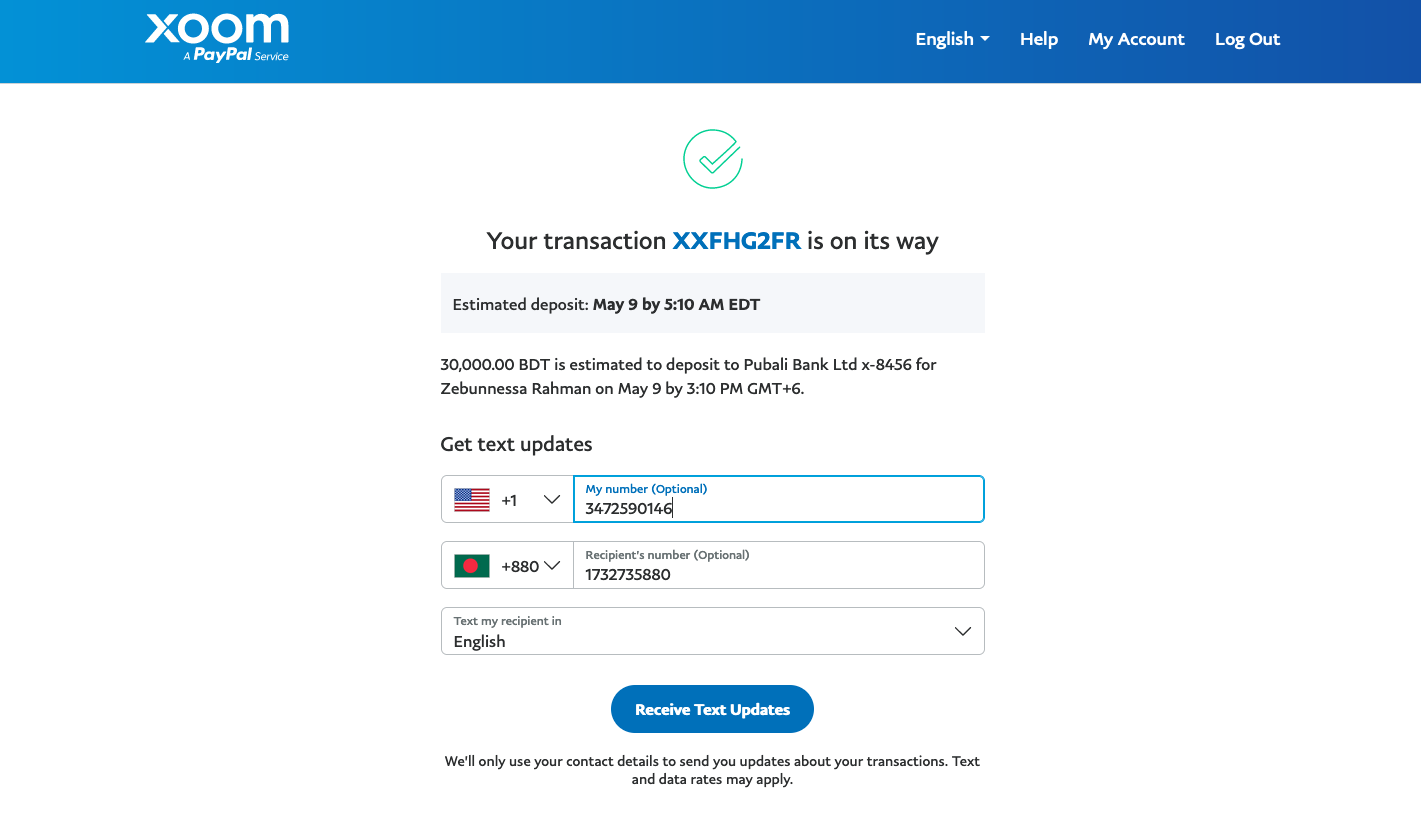 xoom
A PayPal Service
English
Help
My Account
Log Out
Your transaction XXFHG2FR is on its way
Estimated deposit: May 9 by 5:10 AM EDT
30,000.00 BDT is estimated to deposit to Pubali Bank Ltd x-8456 for
Zebunnessa Rahman on May 9 by 3:10 PM GMT+6.
Get text updates
+1
My number (Optional)
3472590146
+880
Recipient's number (Optional)
1732735880
Text my recipient in
English
Receive Text Updates
We'll only use your contact details to send you updates about your transactions. Text
and data rates may apply.